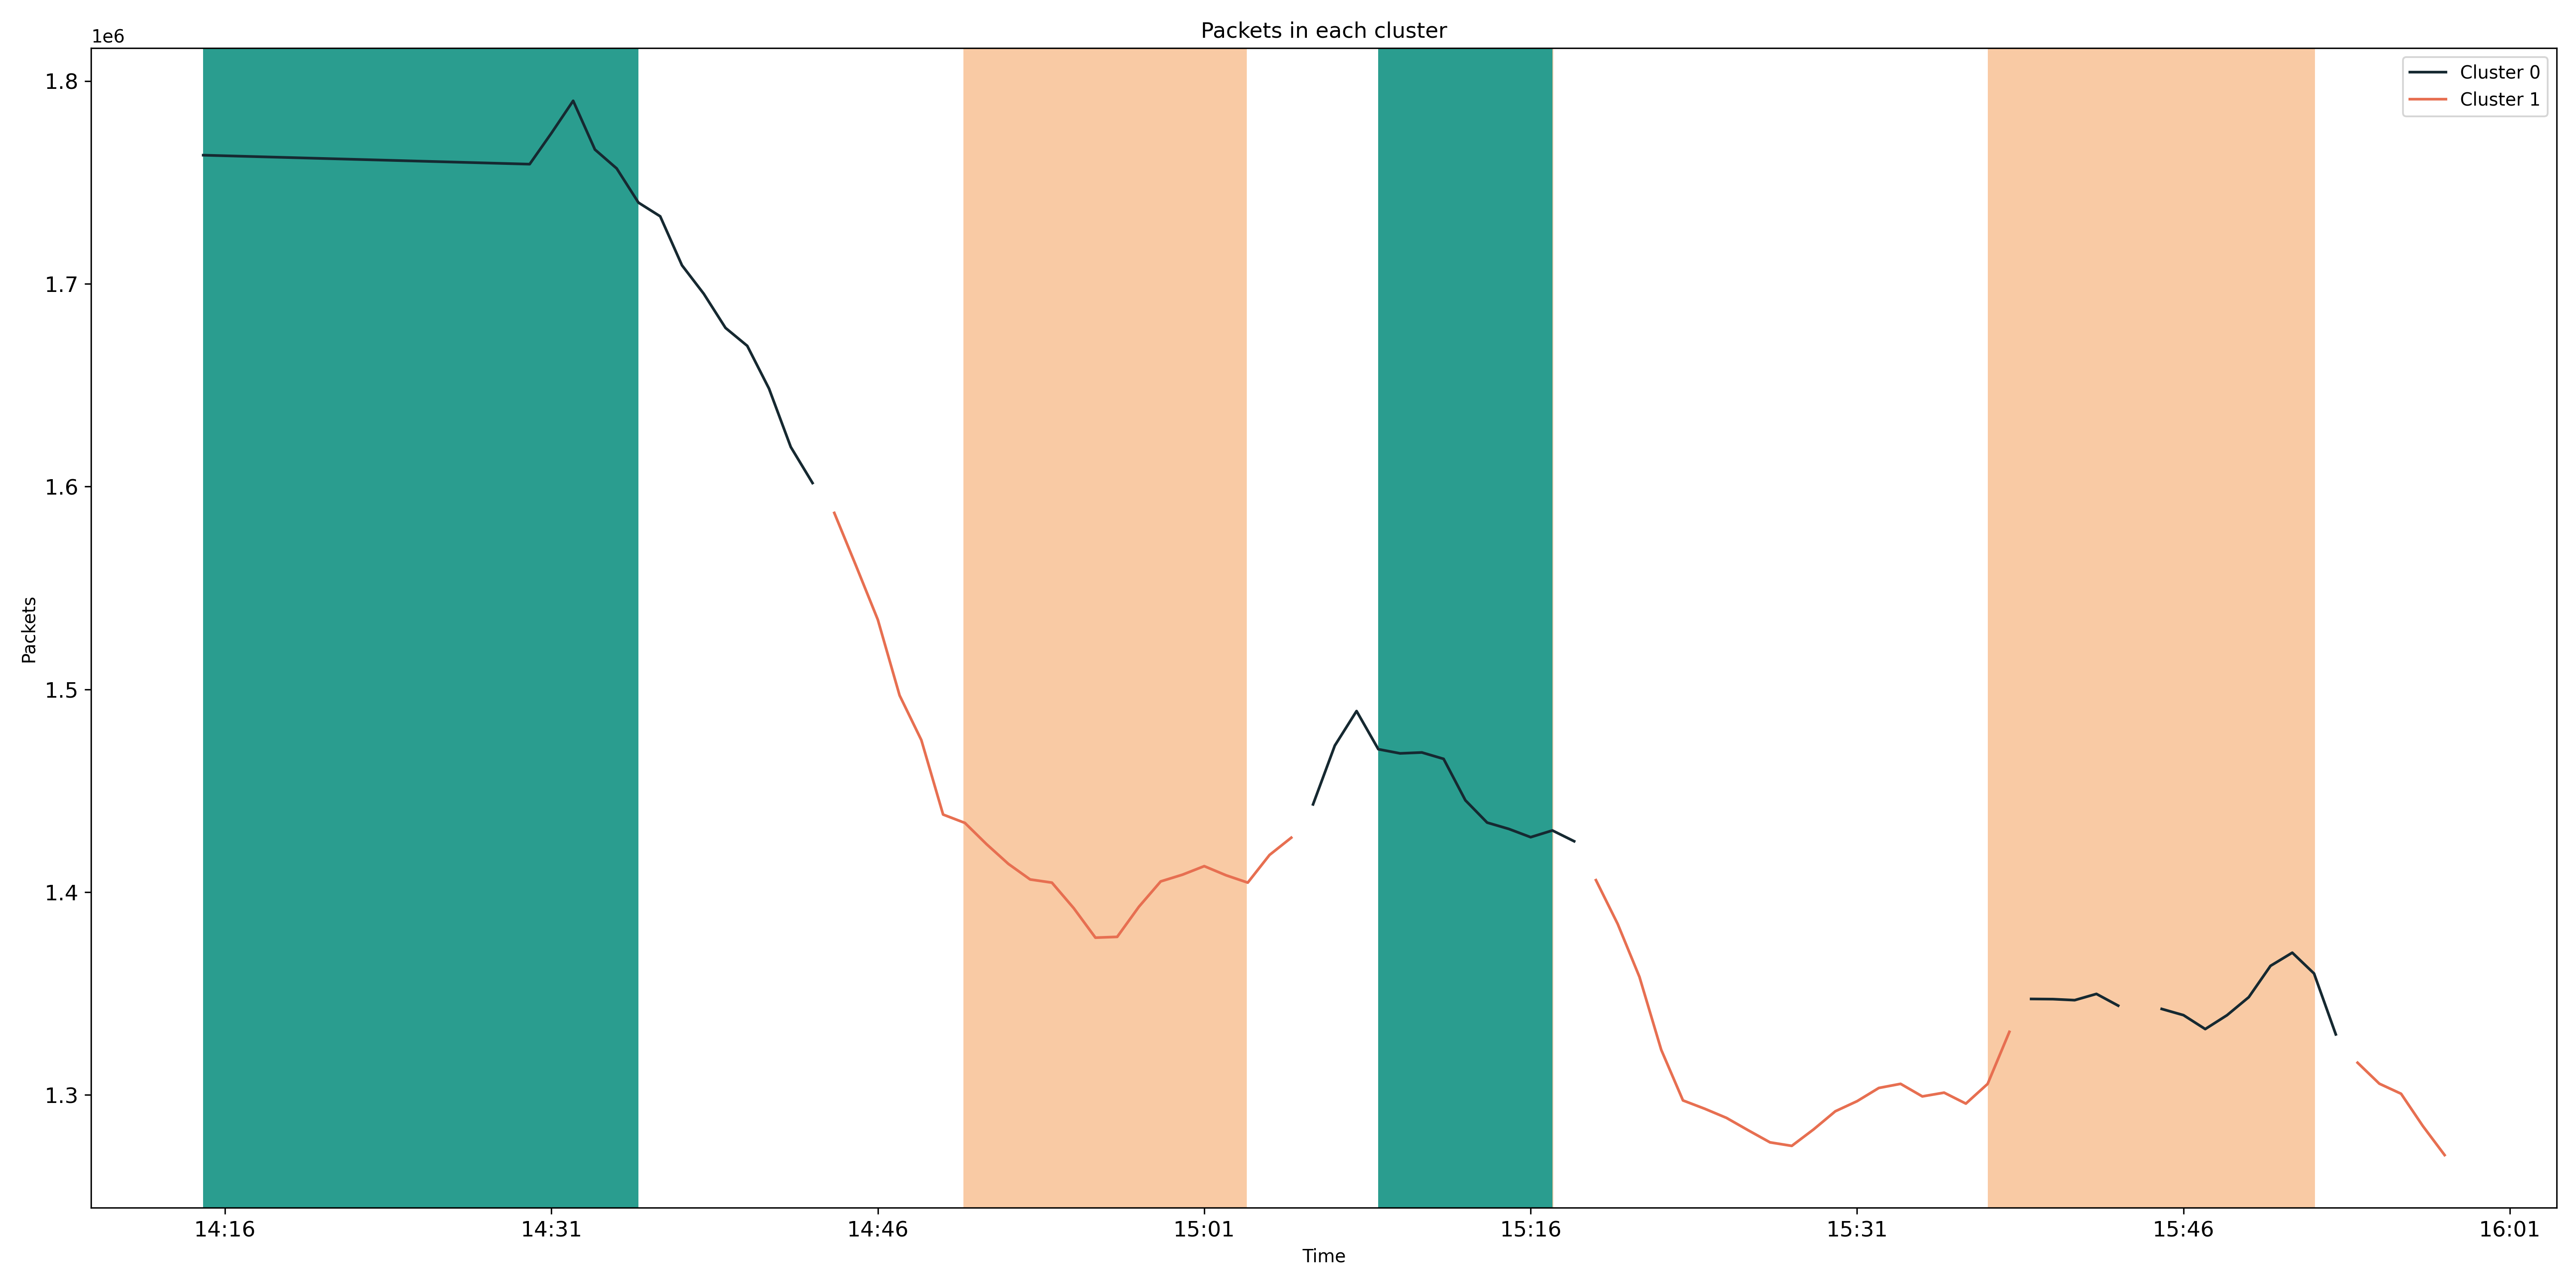 Packets in each cluster
1e6
Cluster 0
Cluster 1
1.8
1.7
1.6
1.5
1.4
1.3
Packets
14:16 14:31 14:46 15:01 15:16 15:31 15:46 16:01
Time